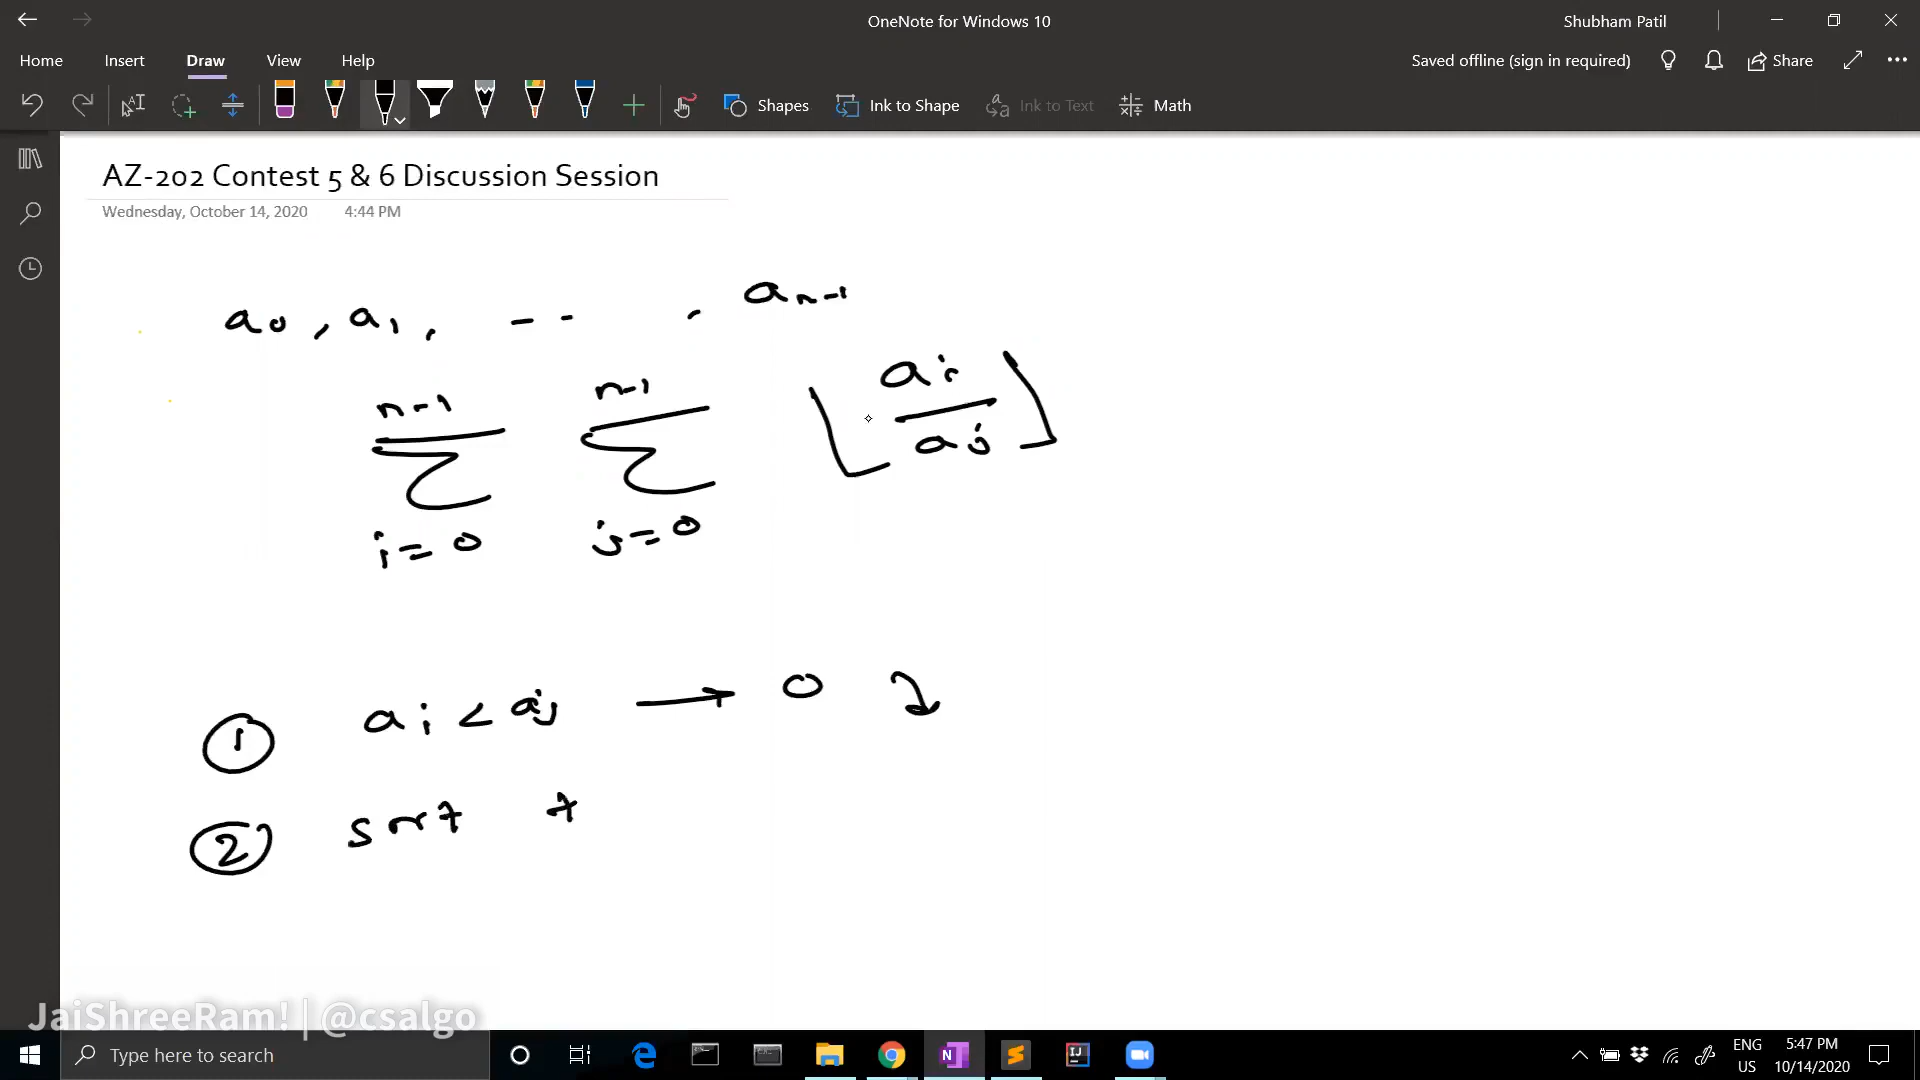 OneNote for Windows 10
Shubham Patil
Home Insert Draw View Help
Saved offline (sign in required) Share
Shapes Ink to Shape Ink to Text Math
AZ-202 Contest 5 & 6 Discussion Session
Wednesday, October 14, 2020 4:44 PM
a0, a1, -- . an-1
n-1 n-1
∑ ∑ ⌊ai/aj⌋
i=0 j=0
① ai < aj → 0
② sort
JaiShreeRam! | @csalgo
Type here to search
ENG 5:47 PM
US 10/14/2020